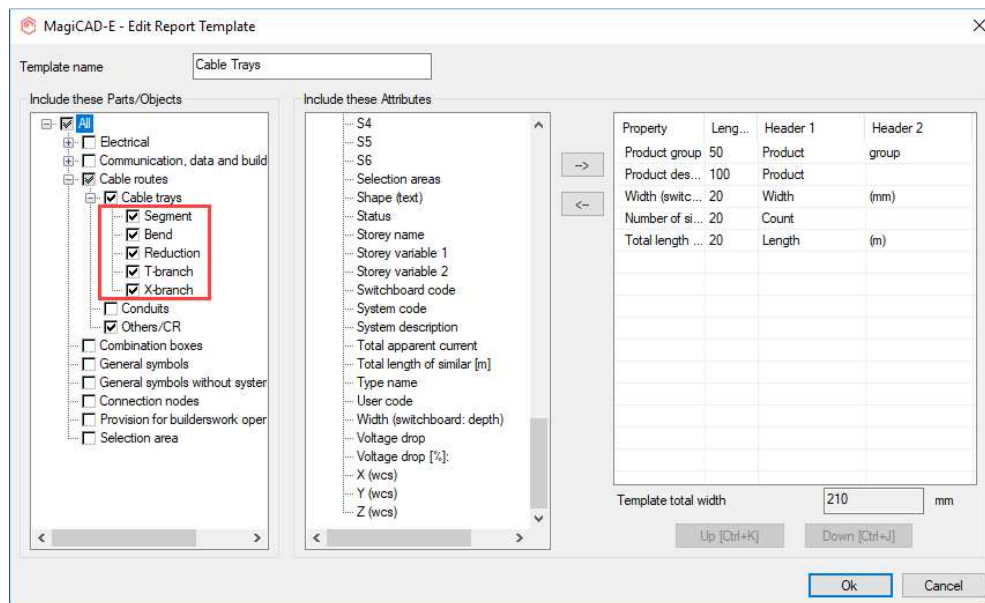 MagiCAD-E - Edit Report Template
Template name Cable Trays
Include these Parts/Objects
All
Electrical
Communication, data and build
Cable routes
Cable trays
Segment
Bend
Reduction
T-branch
X-branch
Conduits
Others/CR
Combination boxes
General symbols
General symbols without system
Connection nodes
Provision for builderswork oper
Selection area
Include these Attributes
S4
S5
S6
Selection areas
Shape (text)
Status
Storey name
Storey variable 1
Storey variable 2
Switchboard code
System code
System description
Total apparent current
Total length of similar [m]
Type name
User code
Width (switchboard: depth)
Voltage drop
Voltage drop [%]:
X (wcs)
Y (wcs)
Z (wcs)
-->
<--
Property Leng... Header 1 Header 2
Product group 50 Product group
Product des... 100 Product
Width (switc... 20 Width (mm)
Number of si... 20 Count
Total length ... 20 Length (m)
Template total width 210 mm
Up [Ctrl+K] Down [Ctrl+J]
Ok Cancel